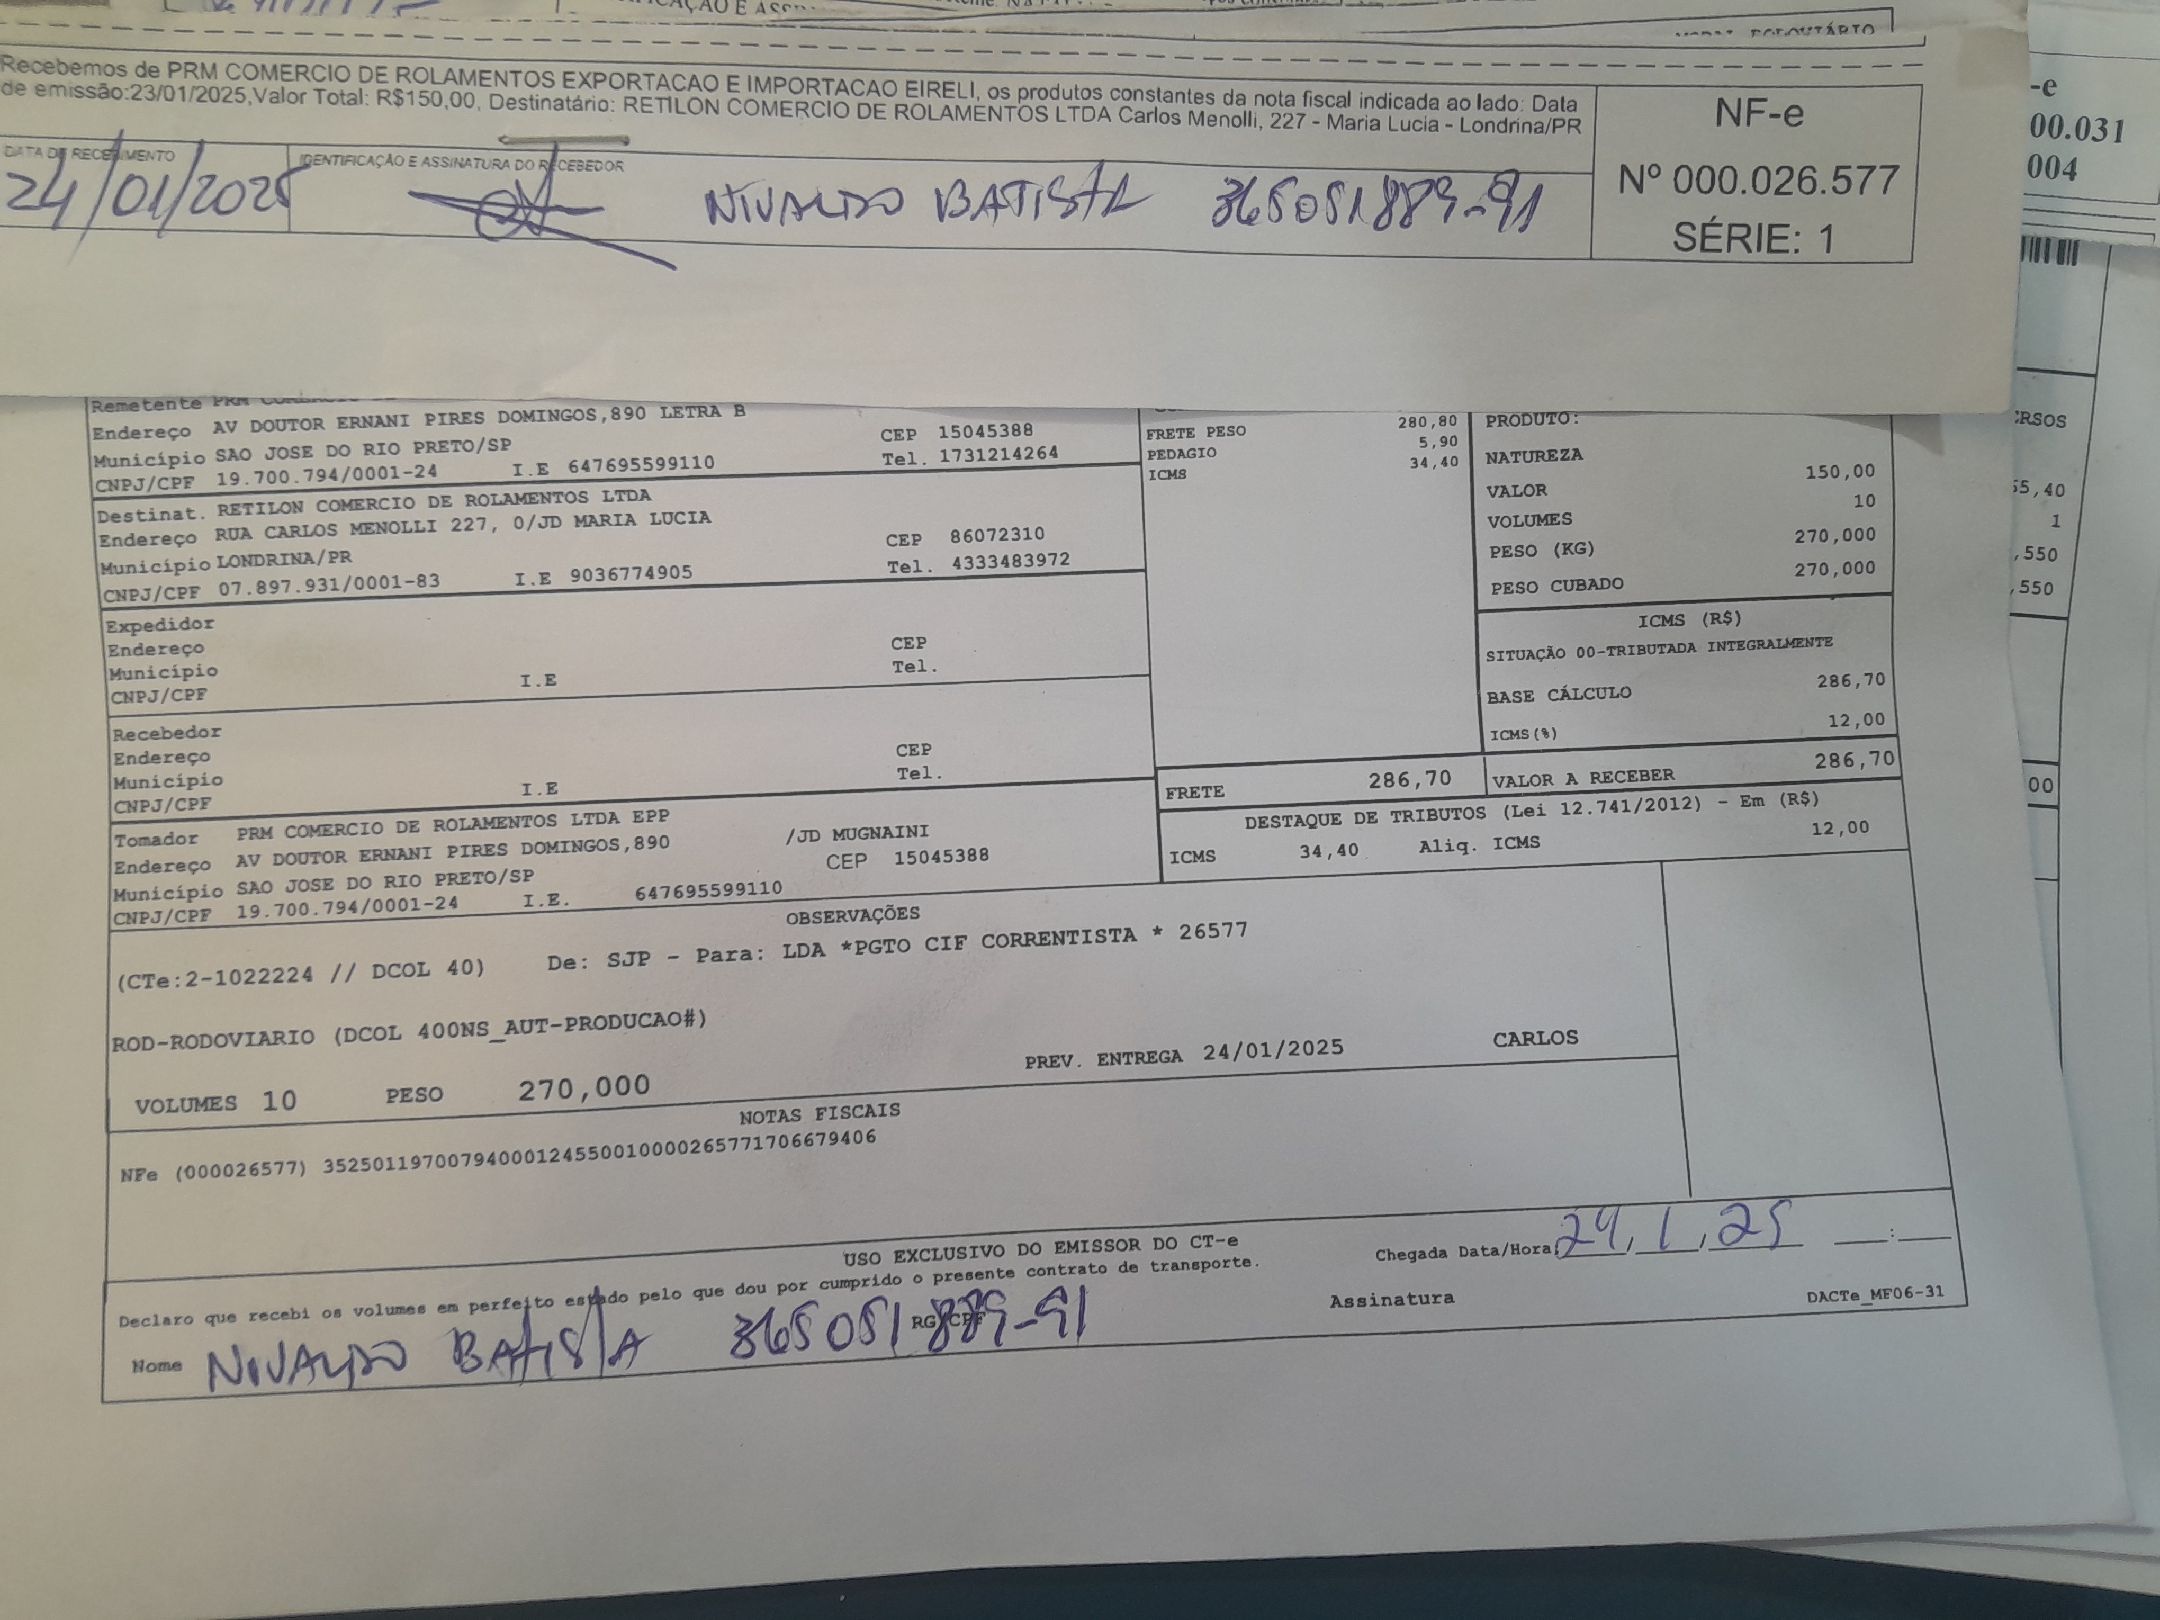 Recebemos de PRM COMERCIO DE ROLAMENTOS EXPORTACAO E IMPORTACAO EIRELI, os produtos constantes da nota fiscal indicada ao lado: Data
de emissão:23/01/2025,Valor Total: R$150,00, Destinatário: RETILON COMERCIO DE ROLAMENTOS LTDA Carlos Menolli, 227 - Maria Lucia - Londrina/PR
DATA DE RECEBIMENTO
IDENTIFICAÇÃO E ASSINATURA DO RECEBEDOR
24/01/2025 NIVALDO BATISTA 365051889-91
NF-e
Nº 000.026.577
SÉRIE: 1
-e
00.031
004
Remetente PRM
Endereço AV DOUTOR ERNANI PIRES DOMINGOS,890 LETRA B
Município SAO JOSE DO RIO PRETO/SP CEP 15045388
CNPJ/CPF 19.700.794/0001-24 I.E 647695599110 Tel. 1731214264
Destinat. RETILON COMERCIO DE ROLAMENTOS LTDA
Endereço RUA CARLOS MENOLLI 227, 0/JD MARIA LUCIA
Município LONDRINA/PR CEP 86072310
CNPJ/CPF 07.897.931/0001-83 I.E 9036774905 Tel. 4333483972
Expedidor
Endereço CEP
Município Tel.
CNPJ/CPF I.E
Recebedor
Endereço CEP
Município Tel.
CNPJ/CPF I.E
Tomador PRM COMERCIO DE ROLAMENTOS LTDA EPP
Endereço AV DOUTOR ERNANI PIRES DOMINGOS,890 /JD MUGNAINI
Município SAO JOSE DO RIO PRETO/SP CEP 15045388
CNPJ/CPF 19.700.794/0001-24 I.E. 647695599110
FRETE PESO 280,80
PEDAGIO 5,90
ICMS 34,40
FRETE 286,70
PRODUTO:
NATUREZA
VALOR 150,00
VOLUMES 10
PESO (KG) 270,000
PESO CUBADO 270,000
ICMS (R$)
SITUAÇÃO 00-TRIBUTADA INTEGRALMENTE
BASE CÁLCULO 286,70
ICMS(%) 12,00
VALOR A RECEBER 286,70
DESTAQUE DE TRIBUTOS (Lei 12.741/2012) - Em (R$)
ICMS 34,40 Aliq. ICMS 12,00
OBSERVAÇÕES
(CTe:2-1022224 // DCOL 40) De: SJP - Para: LDA *PGTO CIF CORRENTISTA * 26577
ROD-RODOVIARIO (DCOL 400NS_AUT-PRODUCAO#)
PREV. ENTREGA 24/01/2025 CARLOS
VOLUMES 10 PESO 270,000
NOTAS FISCAIS
NFe (000026577) 35250119700794000124550010000265771706679406
USO EXCLUSIVO DO EMISSOR DO CT-e
Declaro que recebi os volumes em perfeito estado pelo que dou por cumprido o presente contrato de transporte.
Chegada Data/Hora 24, 1, 25 :
Nome NIVALDO BATISTA RG/CPF 365051889-91
Assinatura
DACTe_MF06-31
RSOS
55,40
1
,550
,550
00